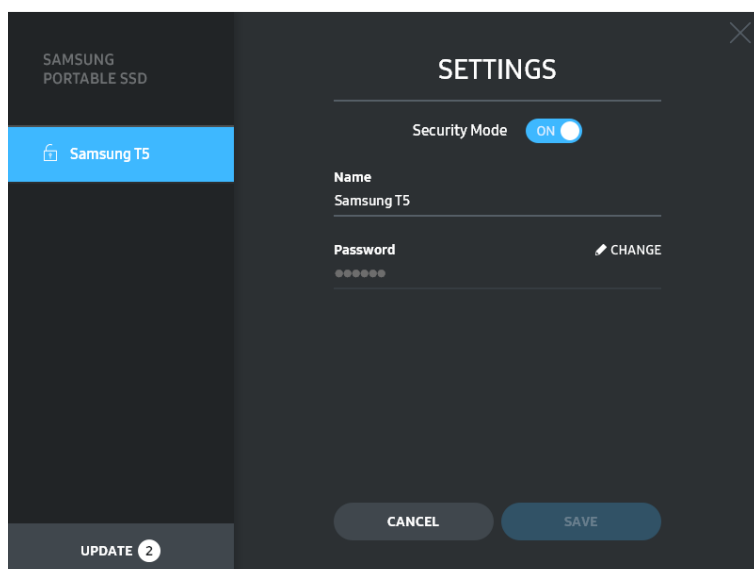 SAMSUNG
PORTABLE SSD
Samsung T5
UPDATE 2
SETTINGS
Security Mode ON
Name
Samsung T5
Password CHANGE
●●●●●●
CANCEL SAVE